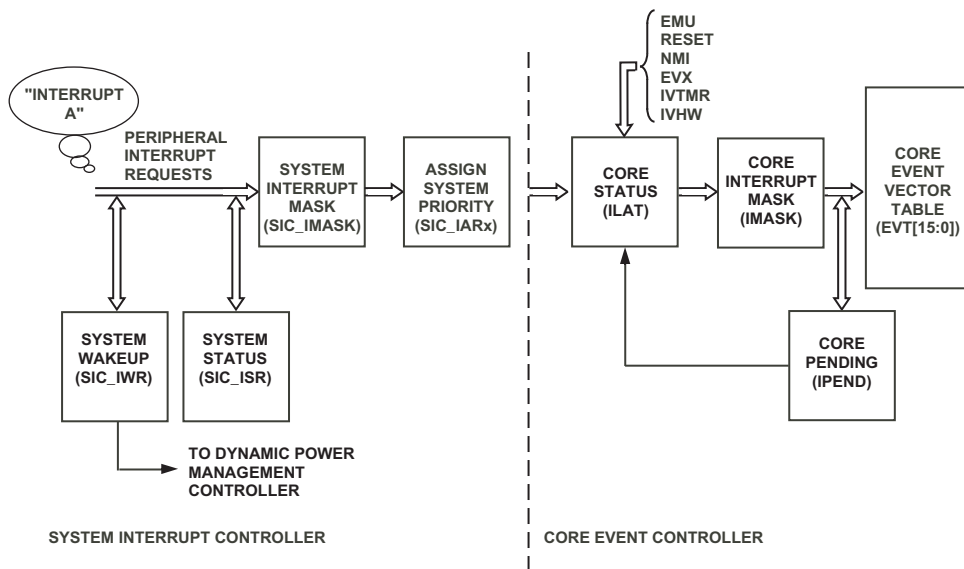 "INTERRUPT
A"
PERIPHERAL
INTERRUPT
REQUESTS
SYSTEM
INTERRUPT
MASK
(SIC_IMASK)
ASSIGN
SYSTEM
PRIORITY
(SIC_IARx)
EMU
RESET
NMI
EVX
IVTMR
IVHW
CORE
STATUS
(ILAT)
CORE
INTERRUPT
MASK
(IMASK)
CORE
EVENT
VECTOR
TABLE
(EVT[15:0])
SYSTEM
WAKEUP
(SIC_IWR)
SYSTEM
STATUS
(SIC_ISR)
CORE
PENDING
(IPEND)
TO DYNAMIC POWER
MANAGEMENT
CONTROLLER
SYSTEM INTERRUPT CONTROLLER
CORE EVENT CONTROLLER